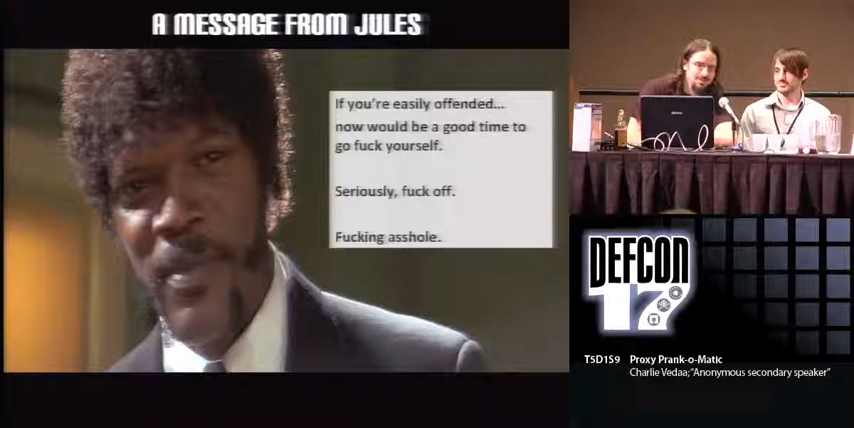 A MESSAGE FROM JULES
If you're easily offended...
now would be a good time to
go fuck yourself.
Seriously, fuck off.
Fucking asshole.
DEFCON
17
T5D1S9 Proxy Prank-o-Matic
Charlie Vedaa;"Anonymous secondary speaker"